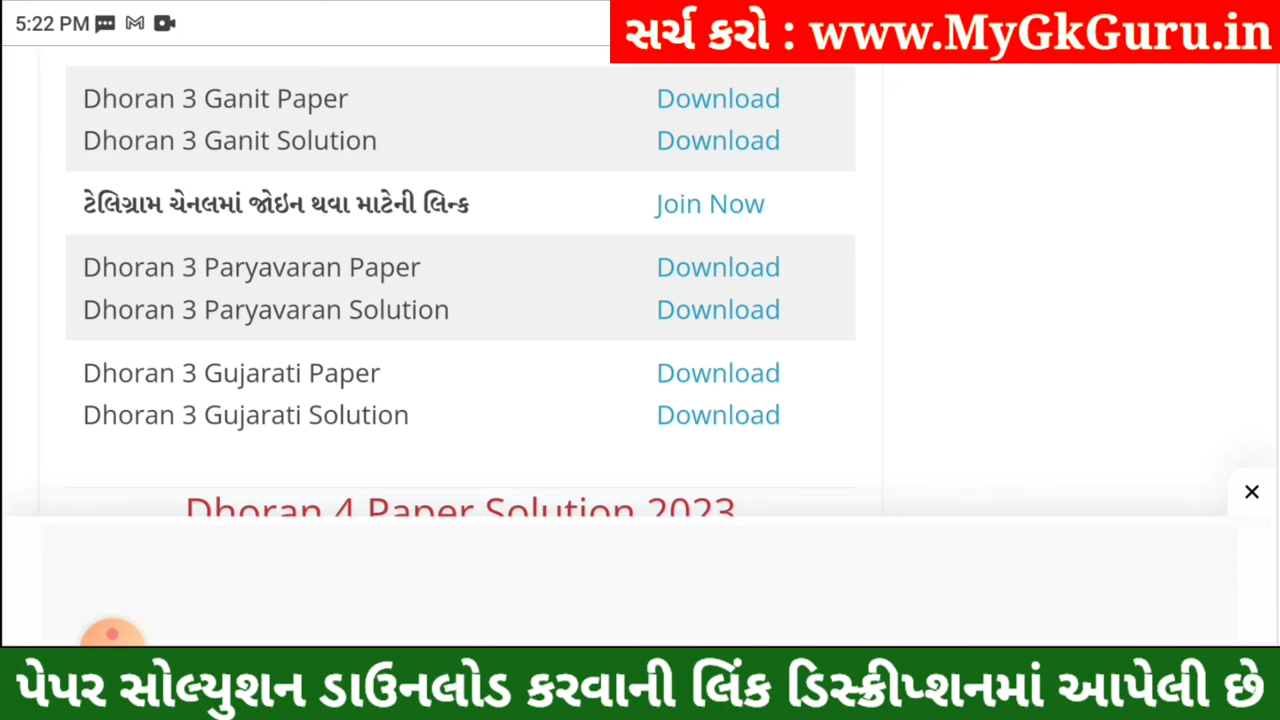 5:22 PM
સર્ચ કરો : www.MyGkGuru.in
Dhoran 3 Ganit Paper Download
Dhoran 3 Ganit Solution Download
ટેલિગ્રામ ચેનલમાં જોઇન થવા માટેની લિન્ક Join Now
Dhoran 3 Paryavaran Paper Download
Dhoran 3 Paryavaran Solution Download
Dhoran 3 Gujarati Paper Download
Dhoran 3 Gujarati Solution Download
Dhoran 4 Paper Solution 2023
પેપર સોલ્યુશન ડાઉનલોડ કરવાની લિંક ડિસ્ક્રીપ્શનમાં આપેલી છે